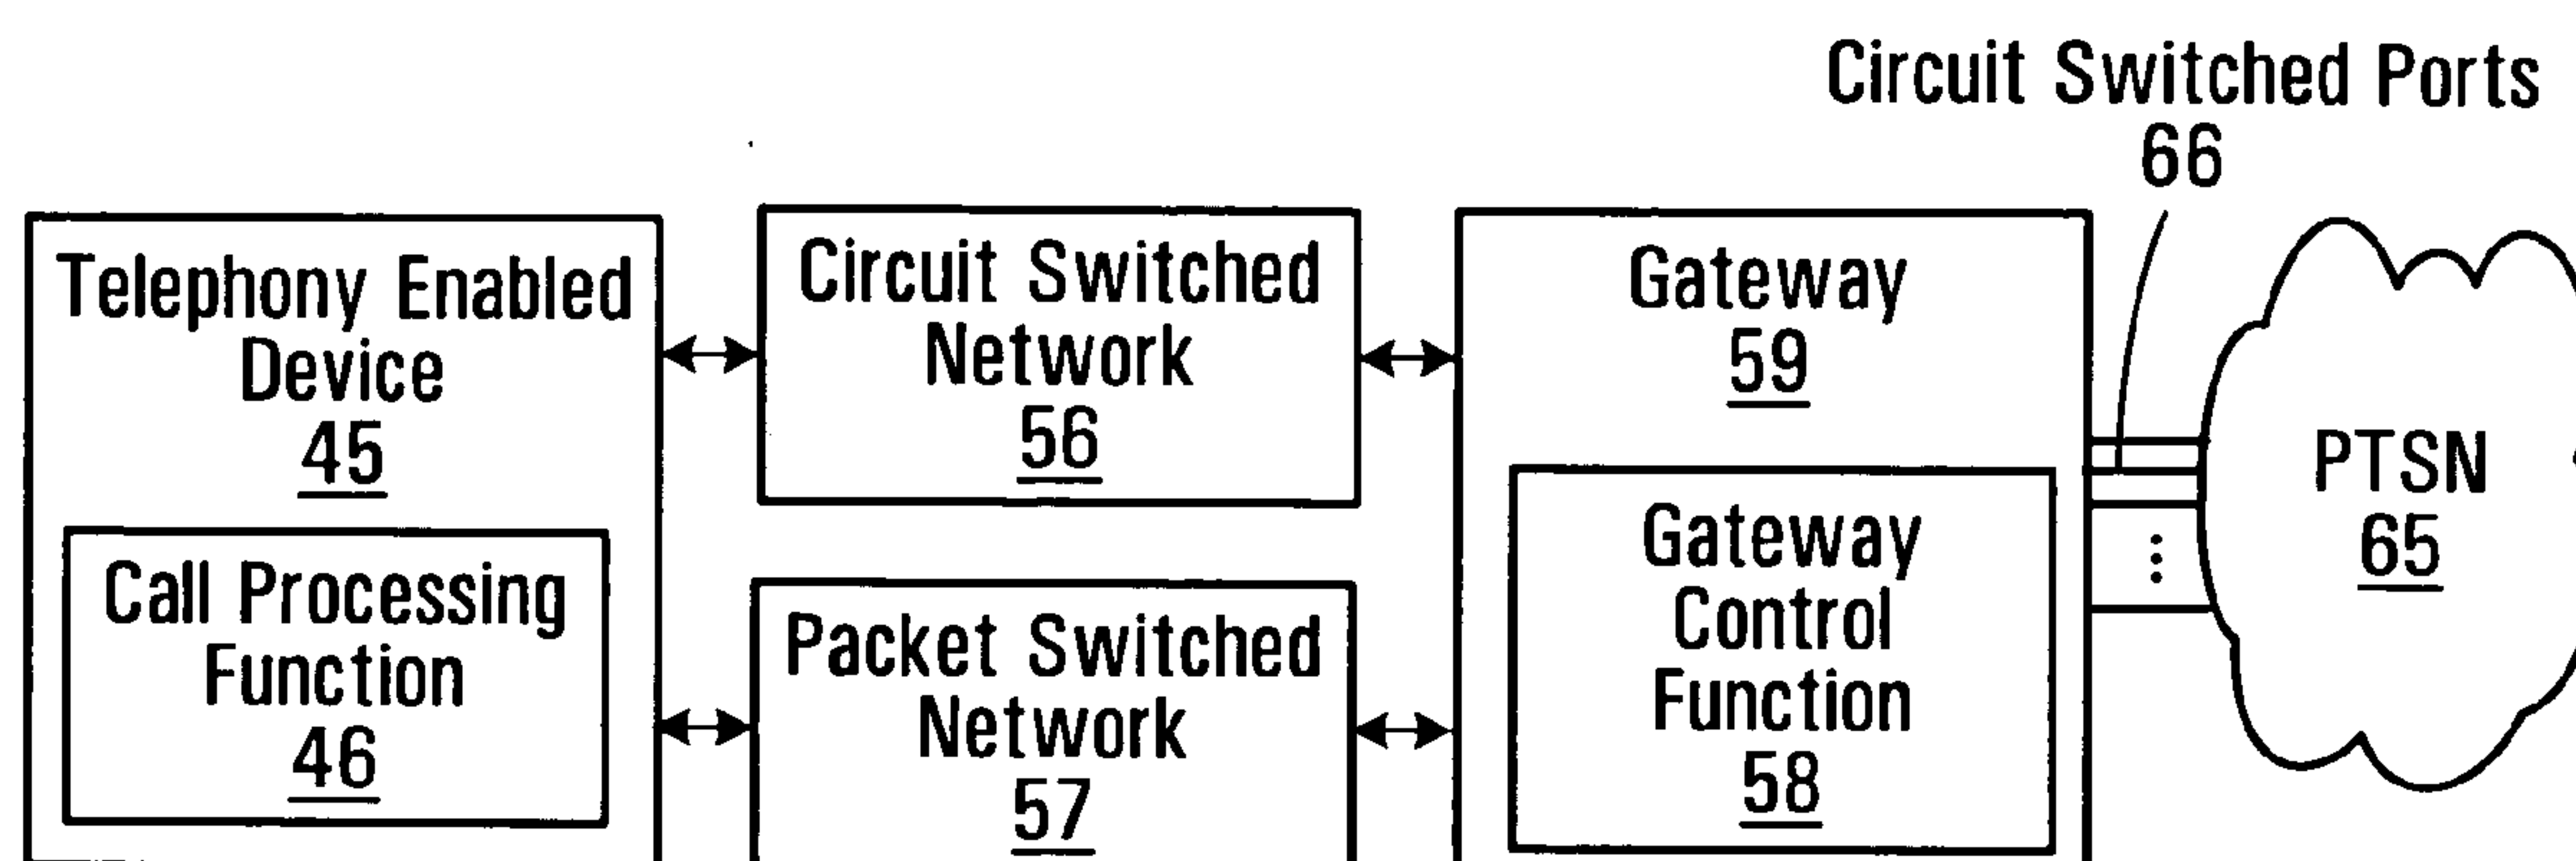 Circuit Switched Ports
66
Telephony Enabled
Device
45
Call Processing
Function
46
Circuit Switched
Network
56
Packet Switched
Network
57
Gateway
59
Gateway
Control
Function
58
PTSN
65